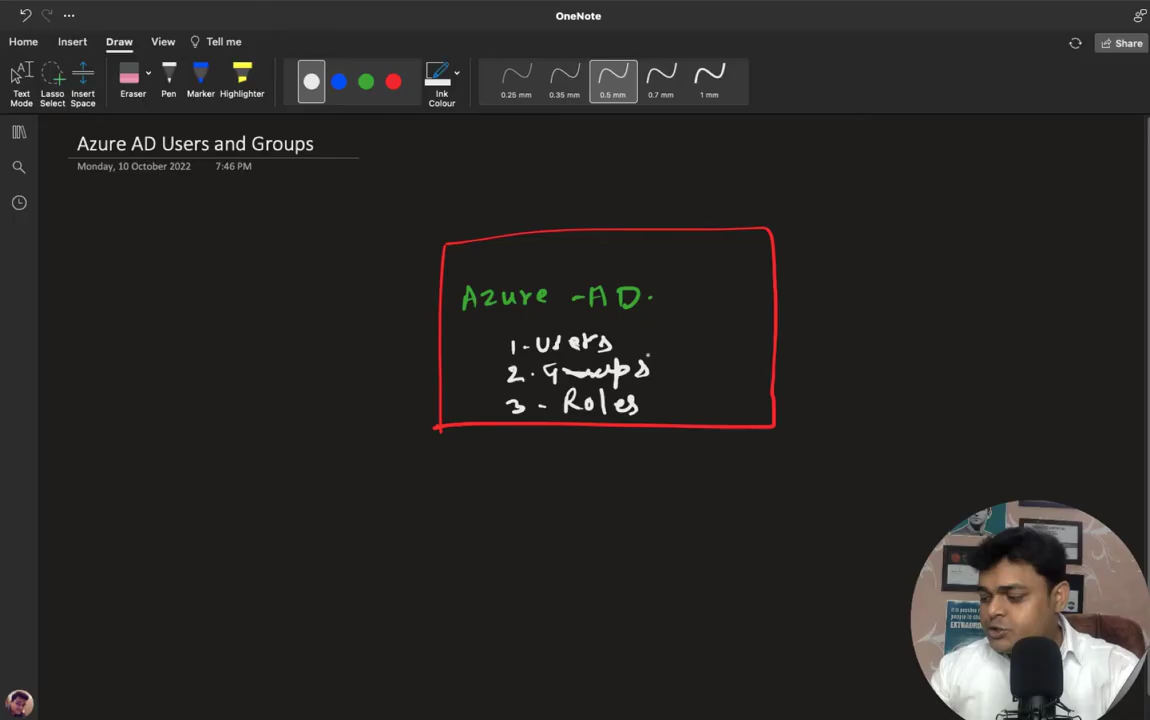 OneNote
Home Insert Draw View Tell me
Share
Text Mode
Lasso Select
Insert Space
Eraser
Pen
Marker
Highlighter
Ink Colour
0.25 mm
0.35 mm
0.5 mm
0.7 mm
1 mm
Azure AD Users and Groups
Monday, 10 October 2022 7:46 PM
Azure -AD.
1-users
2. Groups
3 - Roles
EXTRAORD